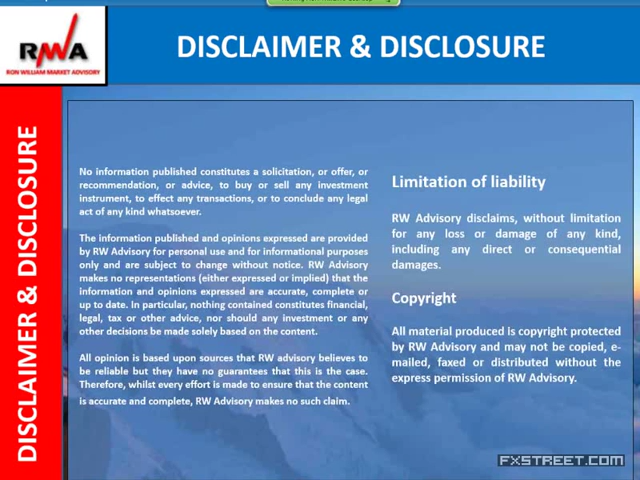 DISCLAIMER & DISCLOSURE
RWA
RON WILLIAM MARKET ADVISORY
DISCLAIMER & DISCLOSURE
No information published constitutes a solicitation, or offer, or
recommendation, or advice, to buy or sell any investment
instrument, to effect any transactions, or to conclude any legal
act of any kind whatsoever.
The information published and opinions expressed are provided
by RW Advisory for personal use and for informational purposes
only and are subject to change without notice. RW Advisory
makes no representations (either expressed or implied) that the
information and opinions expressed are accurate, complete or
up to date. In particular, nothing contained constitutes financial,
legal, tax or other advice, nor should any investment or any
other decisions be made solely based on the content.
All opinion is based upon sources that RW advisory believes to
be reliable but they have no guarantees that this is the case.
Therefore, whilst every effort is made to ensure that the content
is accurate and complete, RW Advisory makes no such claim.
Limitation of liability
RW Advisory disclaims, without limitation
for any loss or damage of any kind,
including any direct or consequential
damages.
Copyright
All material produced is copyright protected
by RW Advisory and may not be copied, e-
mailed, faxed or distributed without the
express permission of RW Advisory.
FXSTREET.COM